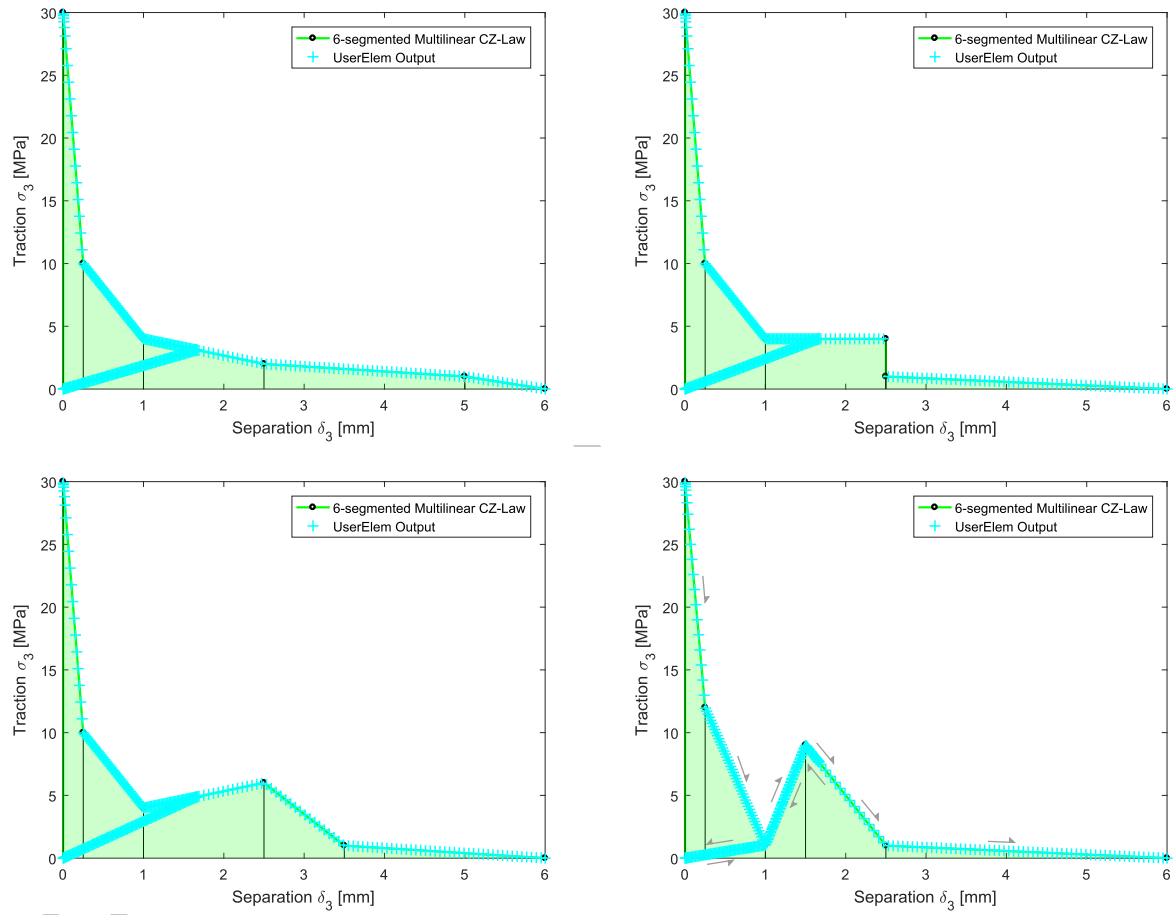 30
25
20
15
10
5
0
0 1 2 3 4 5 6
Traction σ3 [MPa]
Separation δ3 [mm]
6-segmented Multilinear CZ-Law
UserElem Output
30
25
20
15
10
5
0
0 1 2 3 4 5 6
Traction σ3 [MPa]
Separation δ3 [mm]
6-segmented Multilinear CZ-Law
UserElem Output
30
25
20
15
10
5
0
0 1 2 3 4 5 6
Traction σ3 [MPa]
Separation δ3 [mm]
6-segmented Multilinear CZ-Law
UserElem Output
30
25
20
15
10
5
0
0 1 2 3 4 5 6
Traction σ3 [MPa]
Separation δ3 [mm]
6-segmented Multilinear CZ-Law
UserElem Output